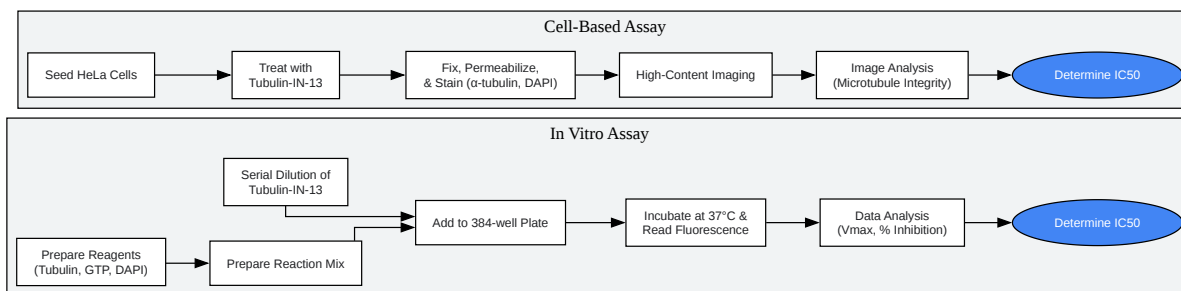 Cell-Based Assay
Seed HeLa Cells
Treat with
Tubulin-IN-13
Fix, Permeabilize,
& Stain (α-tubulin, DAPI)
High-Content Imaging
Image Analysis
(Microtubule Integrity)
Determine IC50
In Vitro Assay
Serial Dilution of
Tubulin-IN-13
Prepare Reagents
(Tubulin, GTP, DAPI)
Prepare Reaction Mix
Add to 384-well Plate
Incubate at 37°C &
Read Fluorescence
Data Analysis
(Vmax, % Inhibition)
Determine IC50